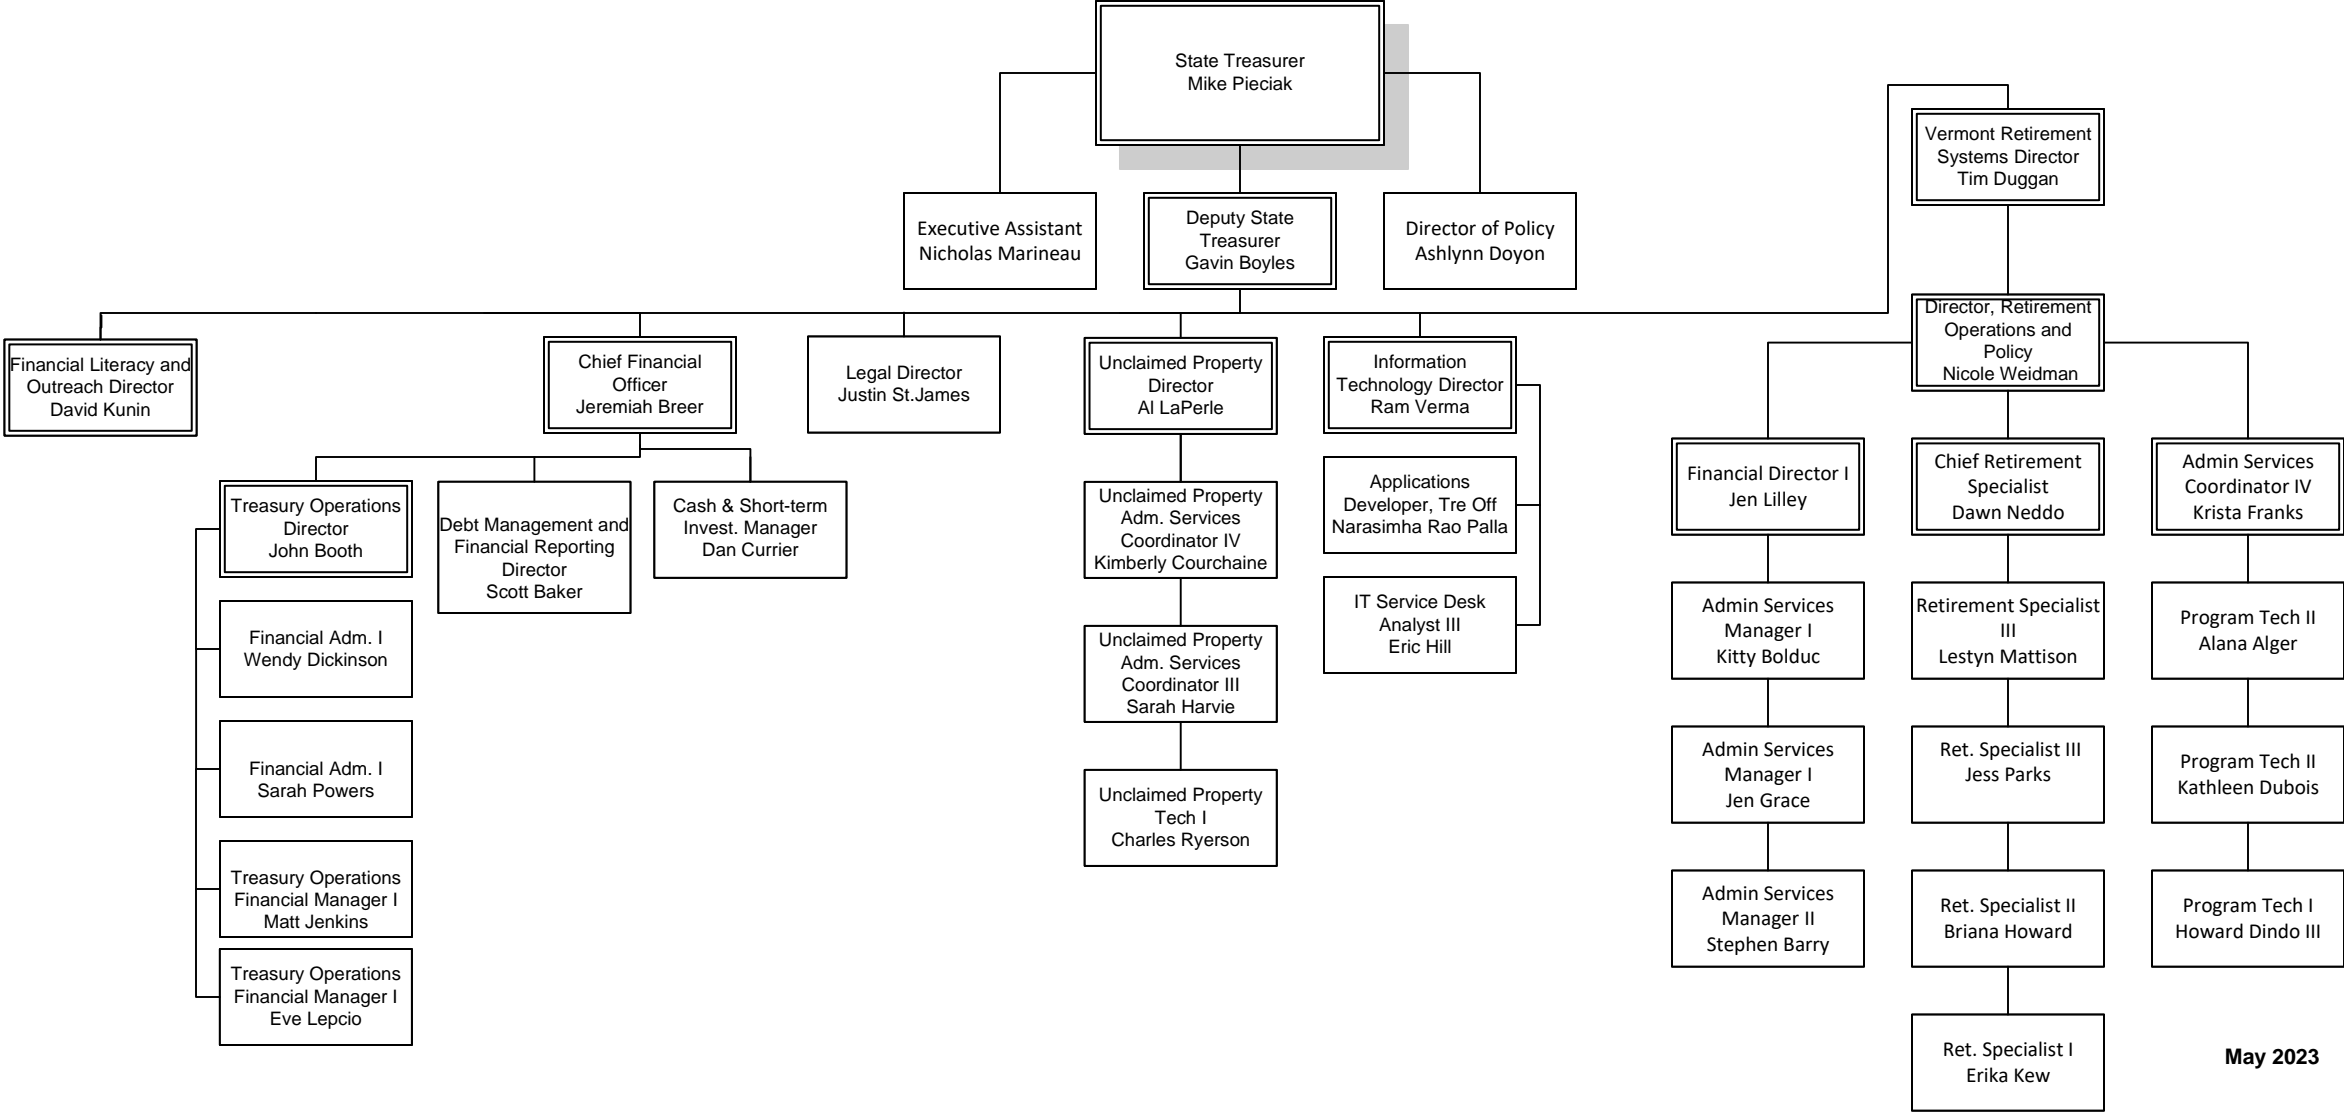 State Treasurer
Mike Pieciak
Vermont Retirement
Systems Director
Tim Duggan
Executive Assistant
Nicholas Marineau
Deputy State
Treasurer
Gavin Boyles
Director of Policy
Ashlynn Doyon
Director, Retirement
Operations and
Policy
Nicole Weidman
Financial Literacy and
Outreach Director
David Kunin
Chief Financial
Officer
Jeremiah Breer
Legal Director
Justin St.James
Unclaimed Property
Director
Al LaPerle
Information
Technology Director
Ram Verma
Treasury Operations
Director
John Booth
Debt Management and
Financial Reporting
Director
Scott Baker
Cash & Short-term
Invest. Manager
Dan Currier
Unclaimed Property
Adm. Services
Coordinator IV
Kimberly Courchaine
Applications
Developer, Tre Off
Narasimha Rao Palla
Financial Director I
Jen Lilley
Chief Retirement
Specialist
Dawn Neddo
Admin Services
Coordinator IV
Krista Franks
Financial Adm. I
Wendy Dickinson
Unclaimed Property
Adm. Services
Coordinator III
Sarah Harvie
IT Service Desk
Analyst III
Eric Hill
Admin Services
Manager I
Kitty Bolduc
Retirement Specialist
III
Lestyn Mattison
Program Tech II
Alana Alger
Financial Adm. I
Sarah Powers
Unclaimed Property
Tech I
Charles Ryerson
Admin Services
Manager I
Jen Grace
Ret. Specialist III
Jess Parks
Program Tech II
Kathleen Dubois
Treasury Operations
Financial Manager I
Matt Jenkins
Admin Services
Manager II
Stephen Barry
Ret. Specialist II
Briana Howard
Program Tech I
Howard Dindo III
Treasury Operations
Financial Manager I
Eve Lepcio
Ret. Specialist I
Erika Kew
May 2023